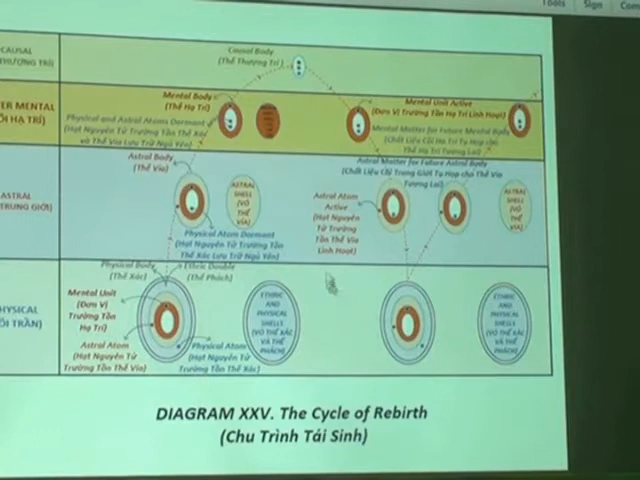 Tools
Sign
CAUSAL
Causal Body
(Thể Thượng Trí)
ER MENTAL
ÕI HẠ TRÍ)
Mental Body
(Thể Hạ Trí)
Physical and Astral Atoms Dormant
(Hạt Nguyên Tử Trường Tồn Thể Xác
và Thể Vía Lưu Trữ Ngủ Yên)
Mental Unit Active
(Đơn Vị Trường Tồn Hạ Trí Linh Hoạt)
Mental Matter for Future Mental Body
(Chất Liệu Cõi Hạ Trí Tụ Hợp cho
Thể Hạ Trí Tương Lai)
ASTRAL
TRUNG GIỚI)
Astral Body
(Thể Vía)
ASTRAL
SHELL
(VỎ
THỂ
VÍA)
Physical Atom Dormant
(Hạt Nguyên Tử Trường Tồn
Thể Xác Lưu Trữ Ngủ Yên)
Astral Matter for Future Astral Body
(Chất Liệu Cõi Trung Giới Tụ Hợp cho Thể Vía
Tương Lai)
Astral Atom
Active
(Hạt Nguyên
Tử Trường
Tồn Thể Vía
Linh Hoạt)
ASTRAL
SHELL
(VỎ
THỂ
VÍA)
HYSICAL
ÕI TRẦN)
Physical Body
(Thể Xác)
Etheric Double
(Thể Phách)
Mental Unit
(Đơn Vị
Trường Tồn
Hạ Trí)
Astral Atom
(Hạt Nguyên Tử
Trường Tồn Thể Vía)
Physical Atom
(Hạt Nguyên Tử
Trường Tồn Thể Xác)
ETHERIC
AND
PHYSICAL
SHELLS
(VỎ THỂ XÁC
VÀ THỂ
PHÁCH)
ETHERIC
AND
PHYSICAL
SHELLS
(VỎ THỂ XÁC
VÀ THỂ
PHÁCH)
DIAGRAM XXV. The Cycle of Rebirth
(Chu Trình Tái Sinh)